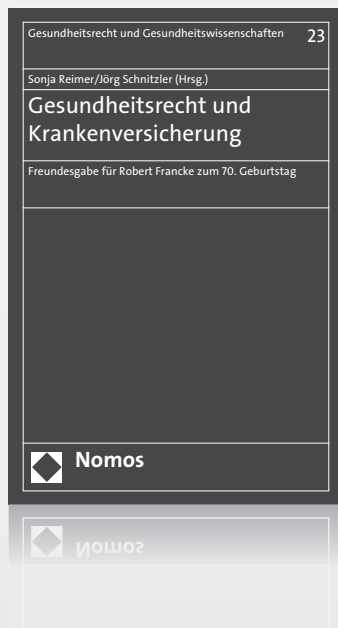 Gesundheitsrecht und Gesundheitswissenschaften 23
Sonja Reimer/Jörg Schnitzler (Hrsg.)
Gesundheitsrecht und
Krankenversicherung
Freundesgabe für Robert Francke zum 70. Geburtstag
Nomos
Nomos